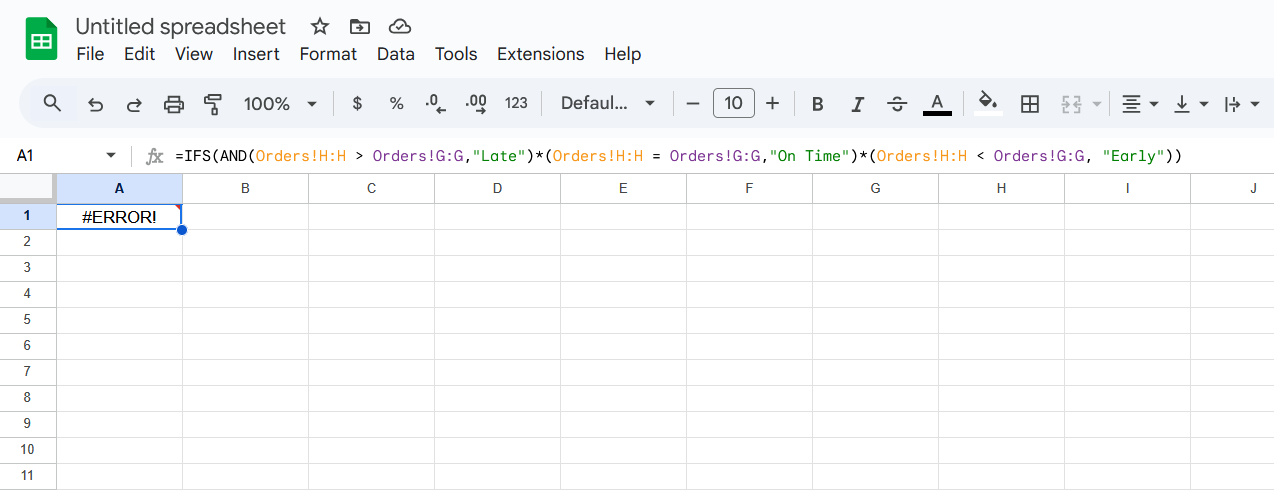 Untitled spreadsheet
File Edit View Insert Format Data Tools Extensions Help
100% $ % .0 .00 123 Defaul... 10 B I S A
A1 fx =IFS(AND(Orders!H:H > Orders!G:G,"Late")*(Orders!H:H = Orders!G:G,"On Time")*(Orders!H:H < Orders!G:G, "Early"))
A B C D E F G H I J
1 #ERROR!
2
3
4
5
6
7
8
9
10
11